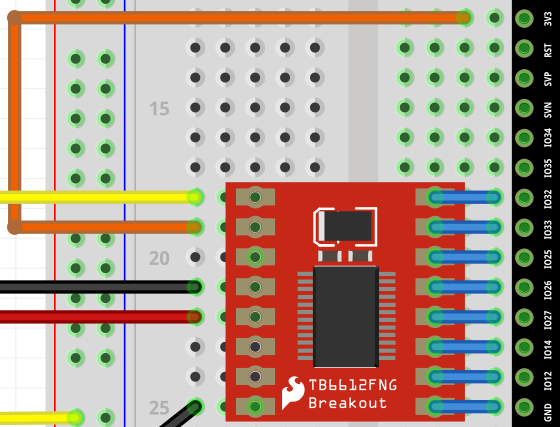 3V3
RST
SVP
15
SVN
IO34
IO35
IO32
IO33
20
IO25
IO26
IO27
IO14
TB6612FNG
Breakout
IO12
25
GND